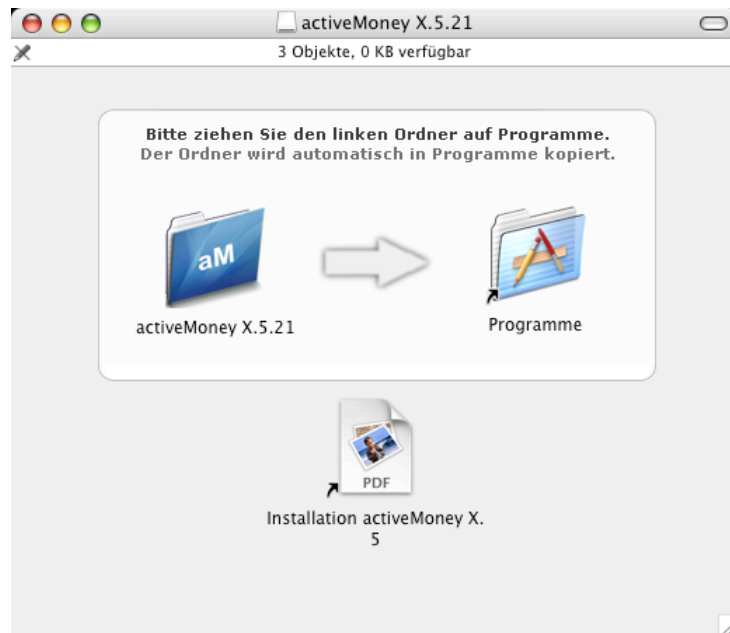 activeMoney X.5.21
3 Objekte, 0 KB verfügbar
Bitte ziehen Sie den linken Ordner auf Programme.
Der Ordner wird automatisch in Programme kopiert.
aM
activeMoney X.5.21
Programme
PDF
Installation activeMoney X.
5